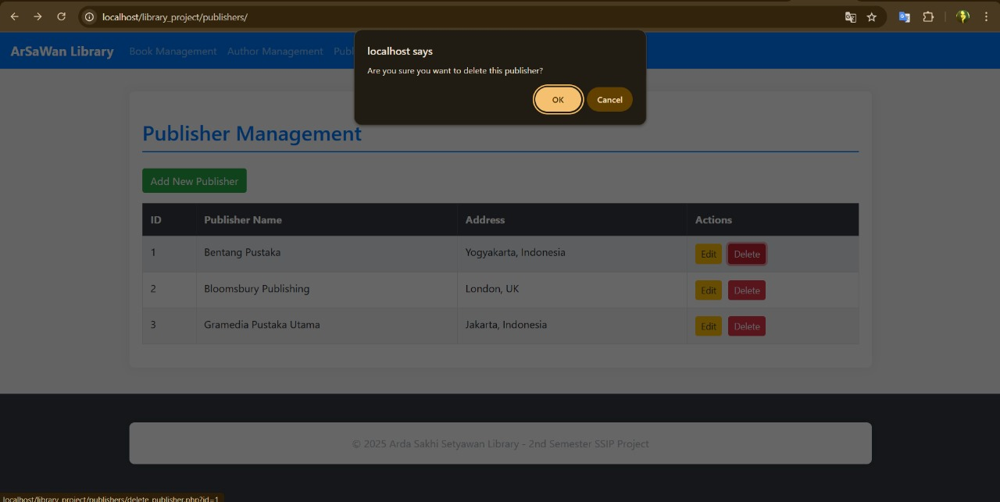 localhost/library_project/publishers/
ArSaWan Library Book Management Author Management Publ
localhost says
Are you sure you want to delete this publisher?
OK Cancel
Publisher Management
Add New Publisher
ID Publisher Name Address Actions
1 Bentang Pustaka Yogyakarta, Indonesia Edit Delete
2 Bloomsbury Publishing London, UK Edit Delete
3 Gramedia Pustaka Utama Jakarta, Indonesia Edit Delete
© 2025 Arda Sakhi Setyawan Library - 2nd Semester SSIP Project
localhost/library_project/publishers/delete_publisher.php?id=1